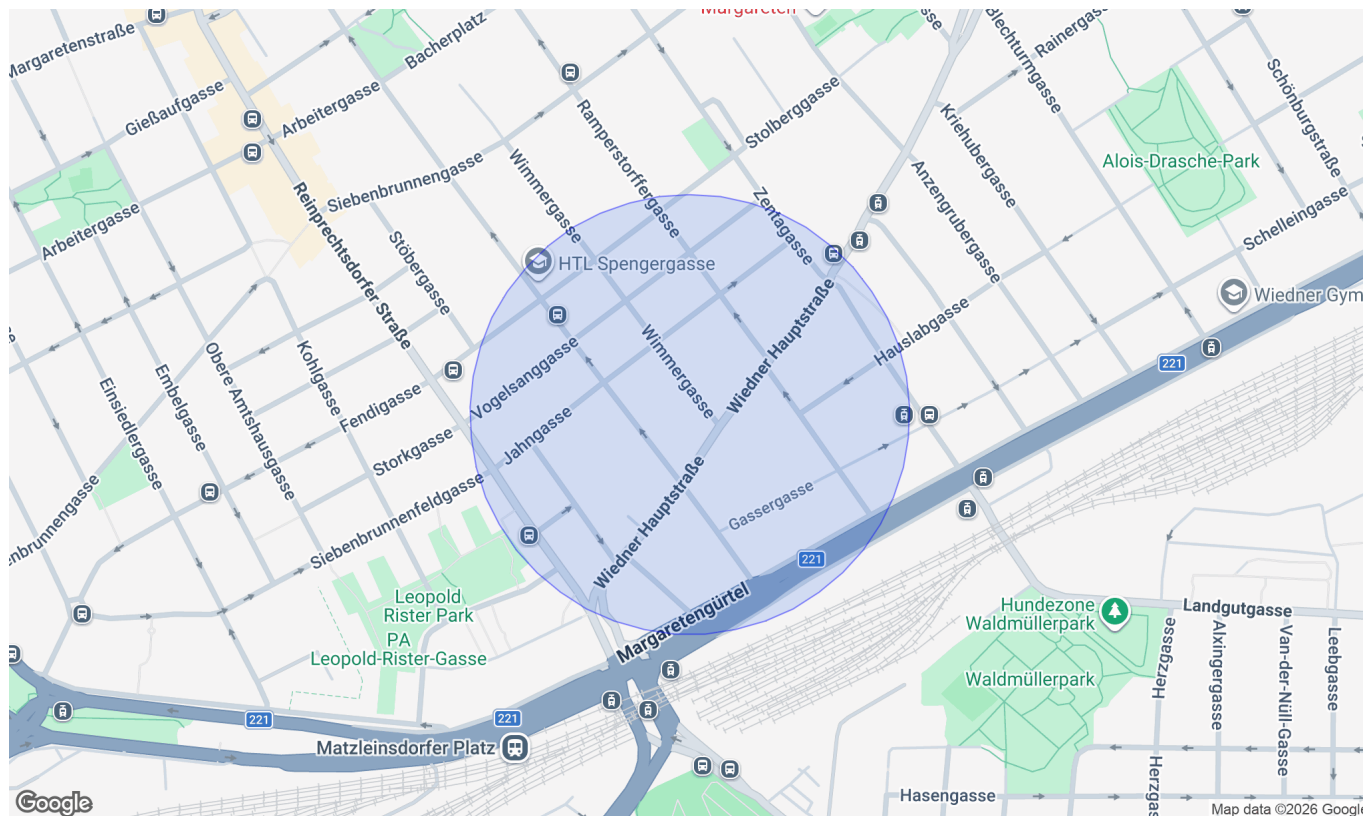 Margareten
Margaretenstraße
Bacherplatz
Gießaufgasse
Arbeitergasse
Rampersdorffergasse
Stolberggasse
Blechturmgasse
Rainergasse
Schönburgstraße
Kriehubergasse
Alois-Drasche-Park
Siebenbrunnengasse
Wimmergasse
Zentagasse
Anzengrubergasse
Schelleingasse
Arbeitergasse
Reinprechtsdorfer Straße
Stöbergasse
HTL Spengergasse
Wiedner Gym
Wiedner Hauptstraße
Hauslabgasse
221
Einsiedlergasse
Embelgasse
Obere Amtshausgasse
Kohlgasse
Fendigasse
Vogelsanggasse
Wimmergasse
Storkgasse
Jahngasse
Siebenbrunnenfeldgasse
enbrunnengasse
Wiedner Hauptstraße
Gassergasse
221
Leopold
Rister Park
PA
Leopold-Rister-Gasse
Margaretengürtel
Hundezone
Waldmüllerpark
Landgutgasse
Waldmüllerpark
Herzgasse
Alxingergasse
Van-der-Nüll-Gasse
Leebgasse
221
221
Matzleinsdorfer Platz
Herzgas
Hasengasse
Google
Map data ©2026 Google